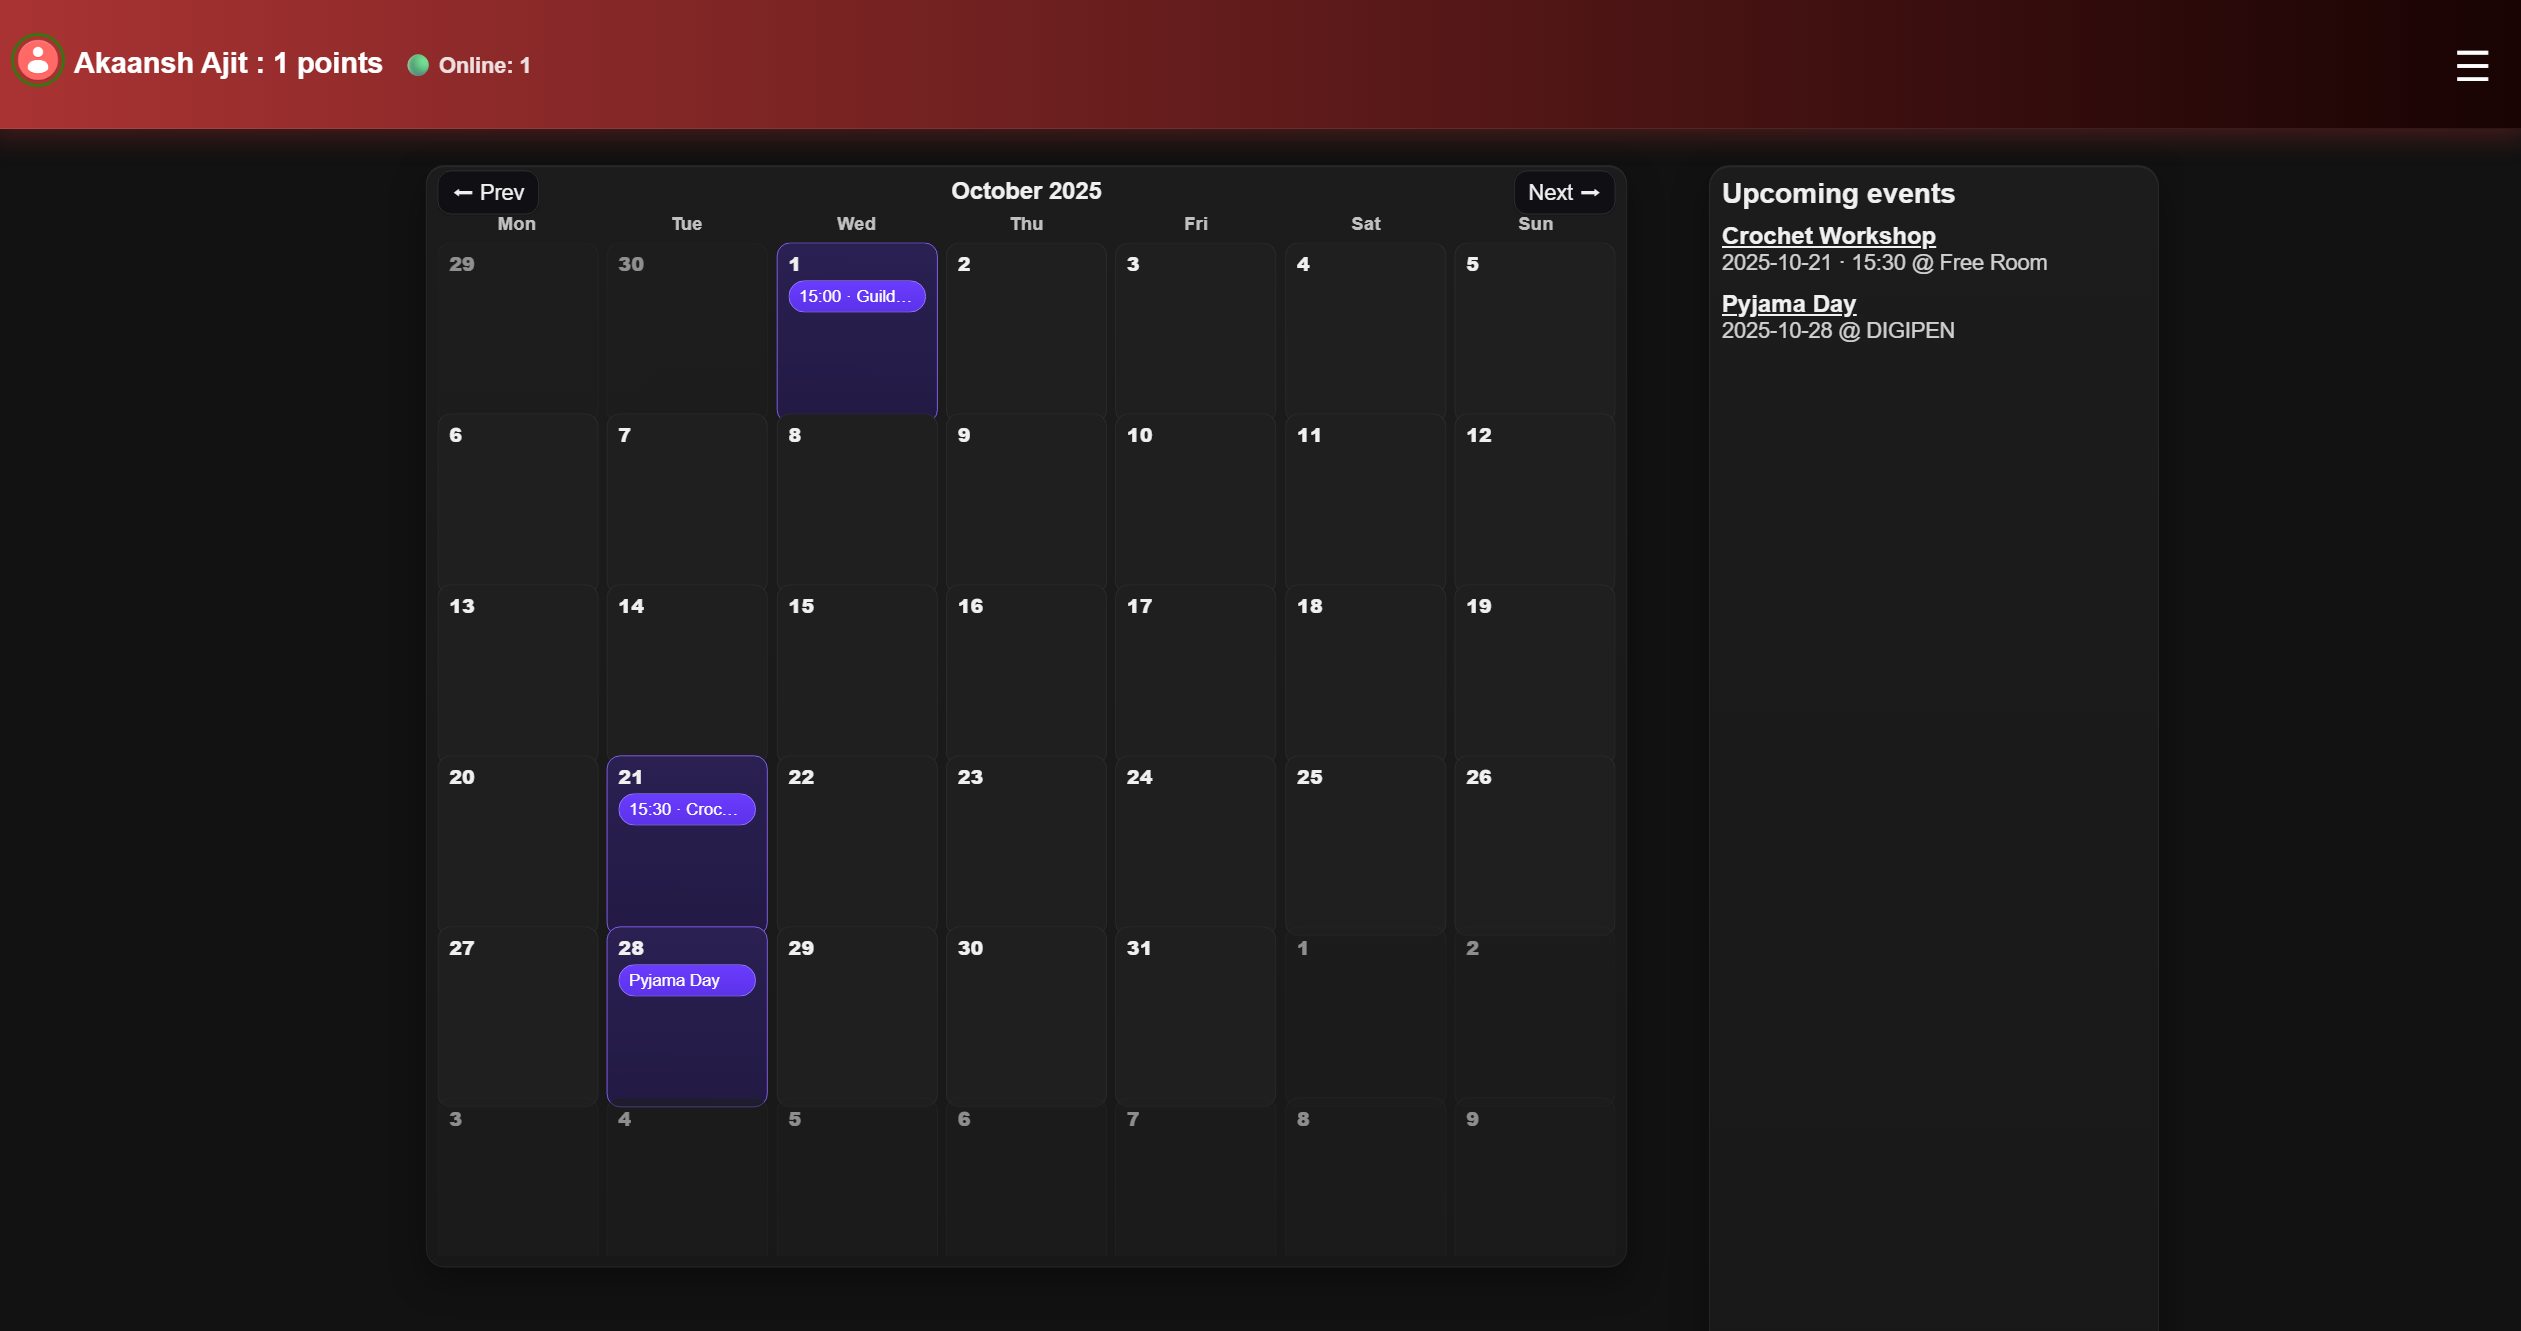 Akaansh Ajit : 1 points
Online: 1
← Prev
October 2025
Next →
Mon Tue Wed Thu Fri Sat Sun
29 30 1 2 3 4 5
15:00 · Guild...
6 7 8 9 10 11 12
13 14 15 16 17 18 19
20 21 22 23 24 25 26
15:30 · Croc...
27 28 29 30 31 1 2
Pyjama Day
3 4 5 6 7 8 9
Upcoming events
Crochet Workshop
2025-10-21 · 15:30 @ Free Room
Pyjama Day
2025-10-28 @ DIGIPEN